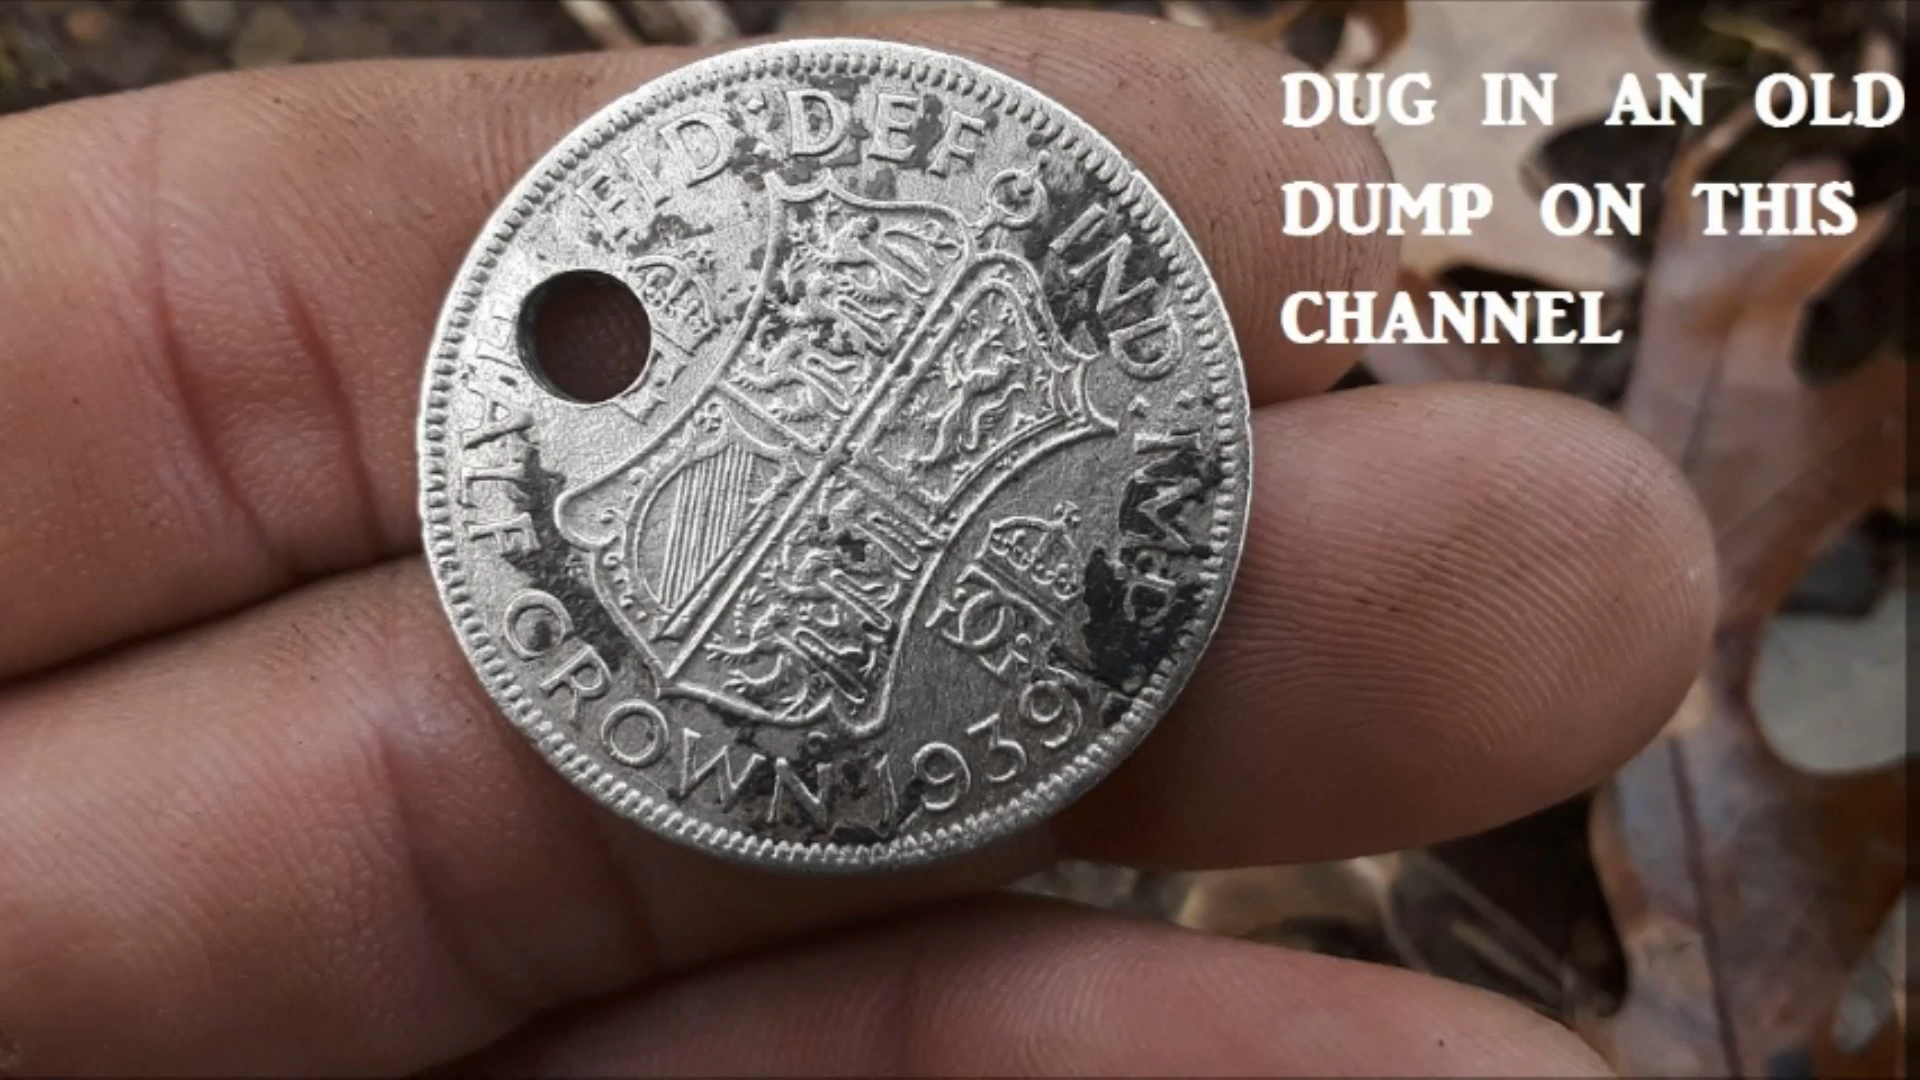 DUG IN AN OLD
DUMP ON THIS
CHANNEL
FID·DEF
IND·IMP
HALF CROWN 1939